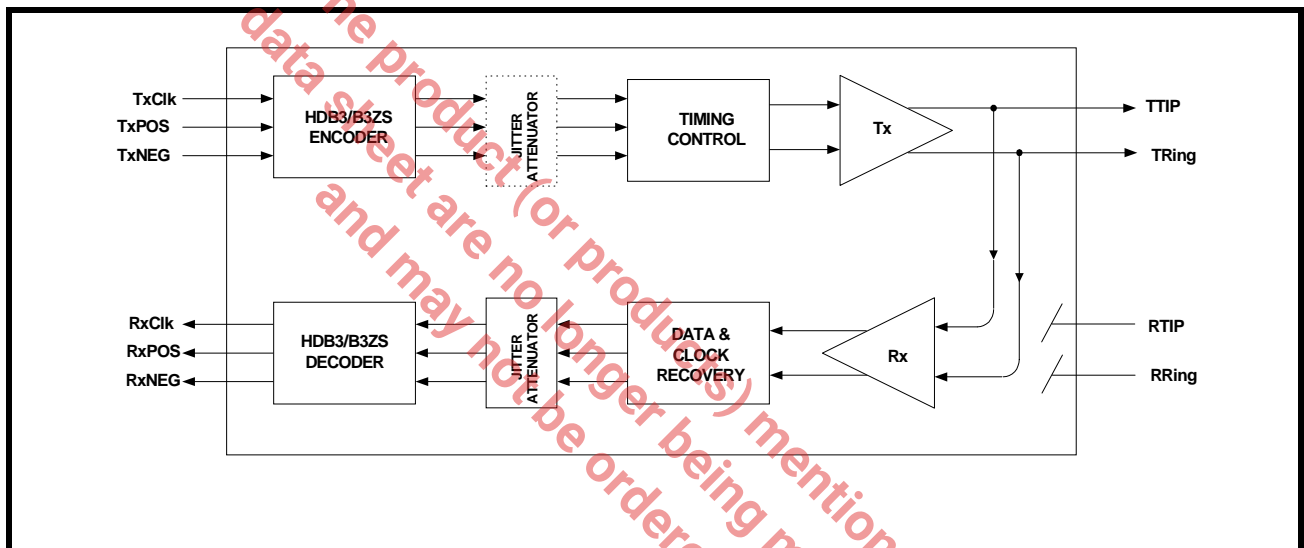 TxClk
TxPOS
TxNEG
HDB3/B3ZS
ENCODER
JITTER
ATTENUATOR
TIMING
CONTROL
Tx
TTIP
TRing
RxClk
RxPOS
RxNEG
HDB3/B3ZS
DECODER
JITTER
ATTENUATOR
DATA &
CLOCK
RECOVERY
Rx
RTIP
RRing
product (or products) mention
data sheet are no longer being
and may not be ordere